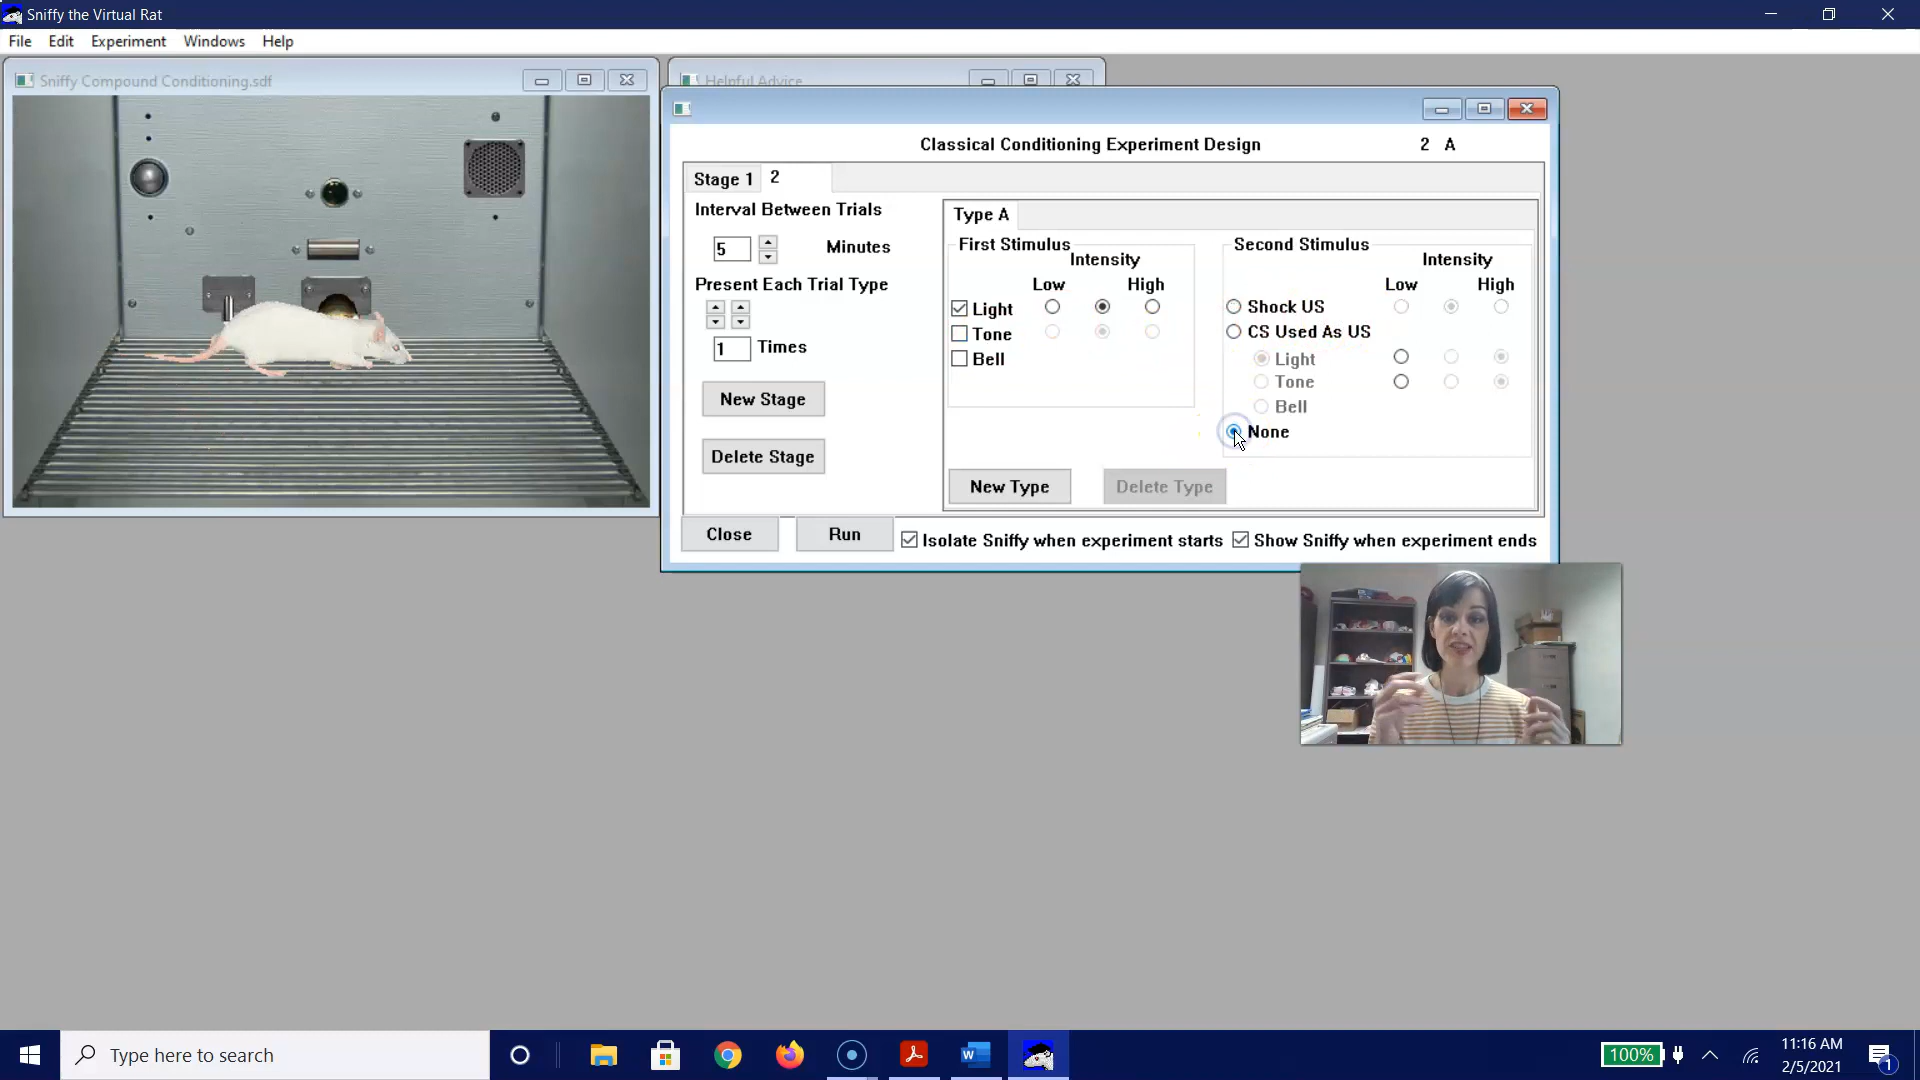 Sniffy the Virtual Rat
File Edit Experiment Windows Help
Sniffy Compound Conditioning.sdf
Helpful Advice
Classical Conditioning Experiment Design 2 A
Stage 1 2
Interval Between Trials
5 Minutes
Present Each Trial Type
1 Times
New Stage
Delete Stage
Type A
First Stimulus
Intensity
Low High
Light
Tone
Bell
Second Stimulus
Intensity
Low High
Shock US
CS Used As US
Light
Tone
Bell
None
New Type Delete Type
Close Run Isolate Sniffy when experiment starts Show Sniffy when experiment ends
Type here to search
100%
11:16 AM
2/5/2021
1